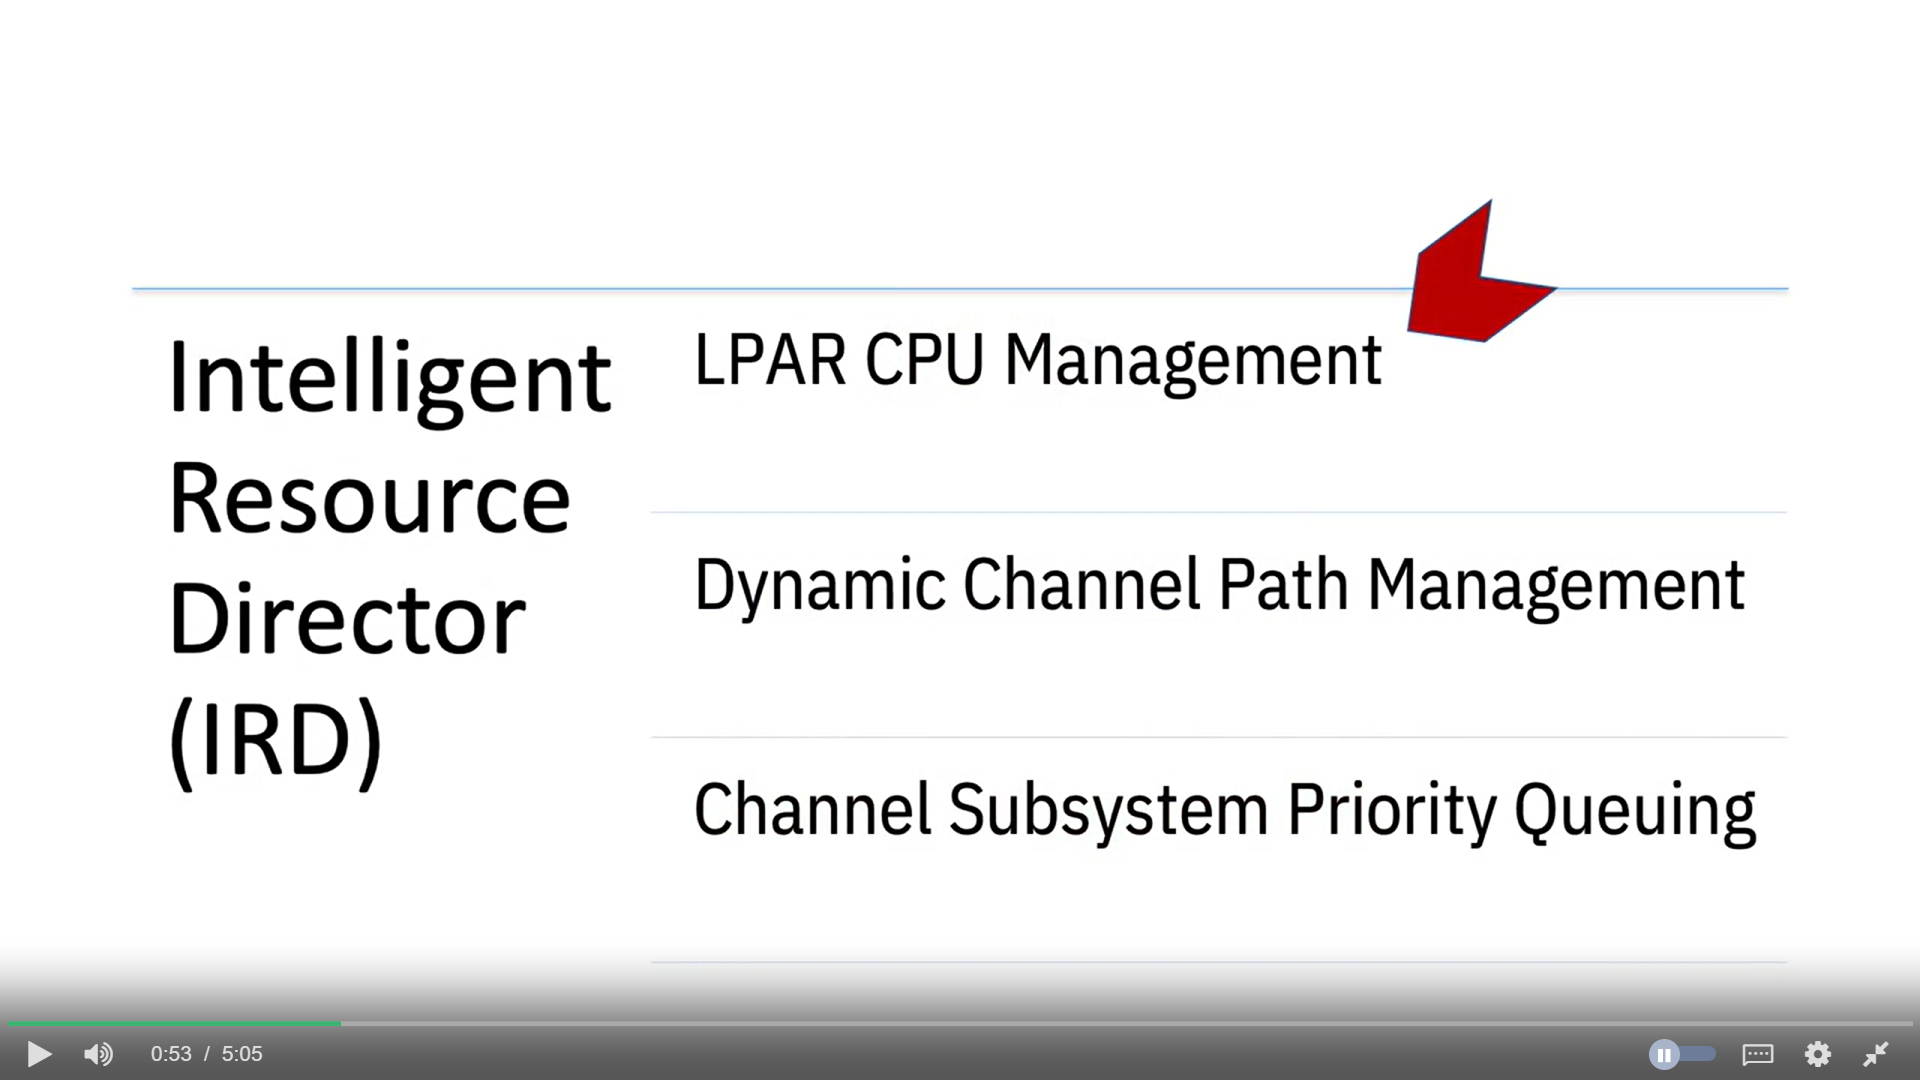 Intelligent
Resource
Director
(IRD)
LPAR CPU Management
Dynamic Channel Path Management
Channel Subsystem Priority Queuing
0:53 / 5:05